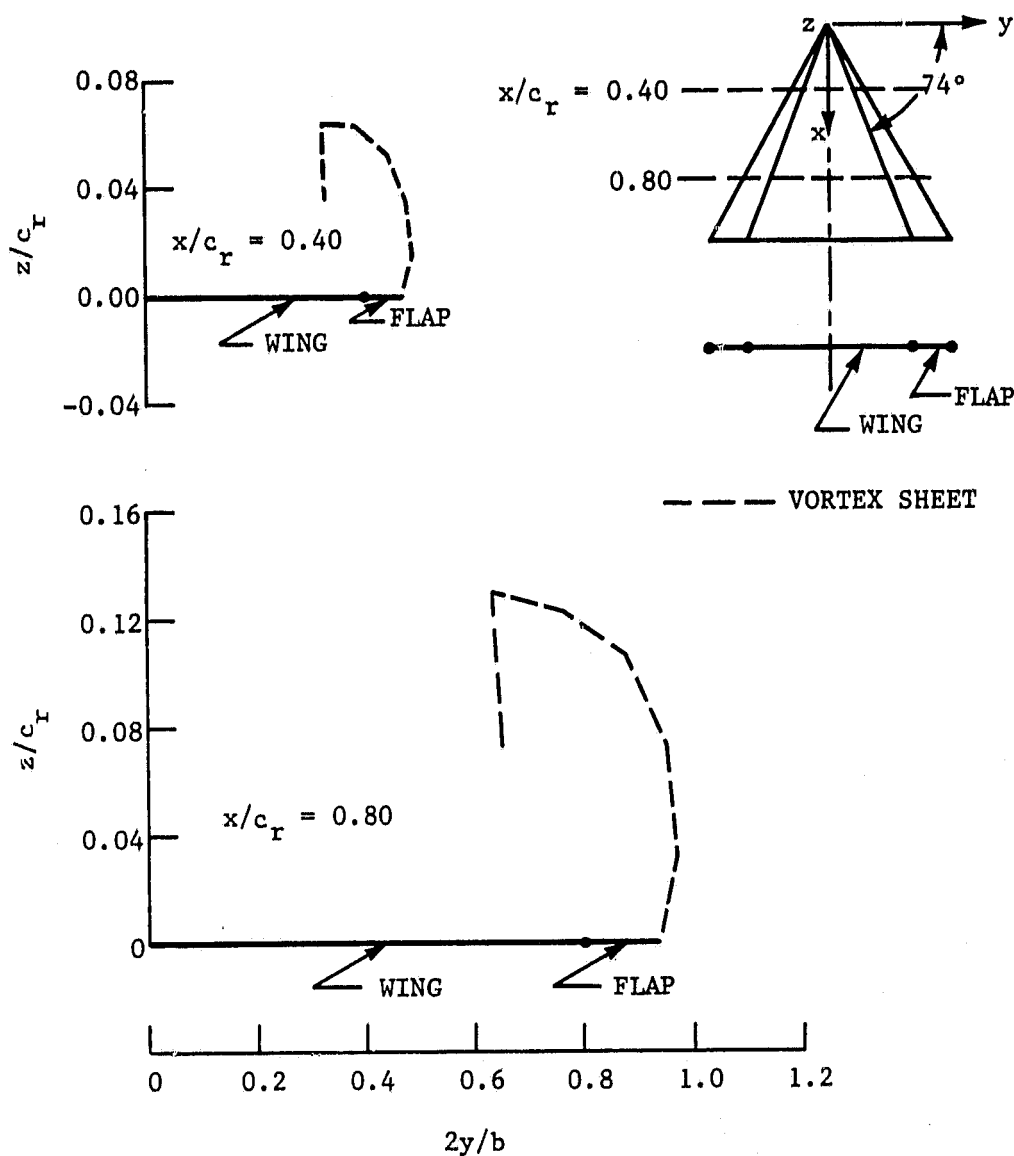 0.08
0.04
0.00
-0.04
z/c_r
x/c_r = 0.40
WING
FLAP
z
y
x/c_r = 0.40
74°
x
0.80
FLAP
WING
VORTEX SHEET
0.16
0.12
0.08
0.04
0
z/c_r
x/c_r = 0.80
WING
FLAP
0 0.2 0.4 0.6 0.8 1.0 1.2
2y/b